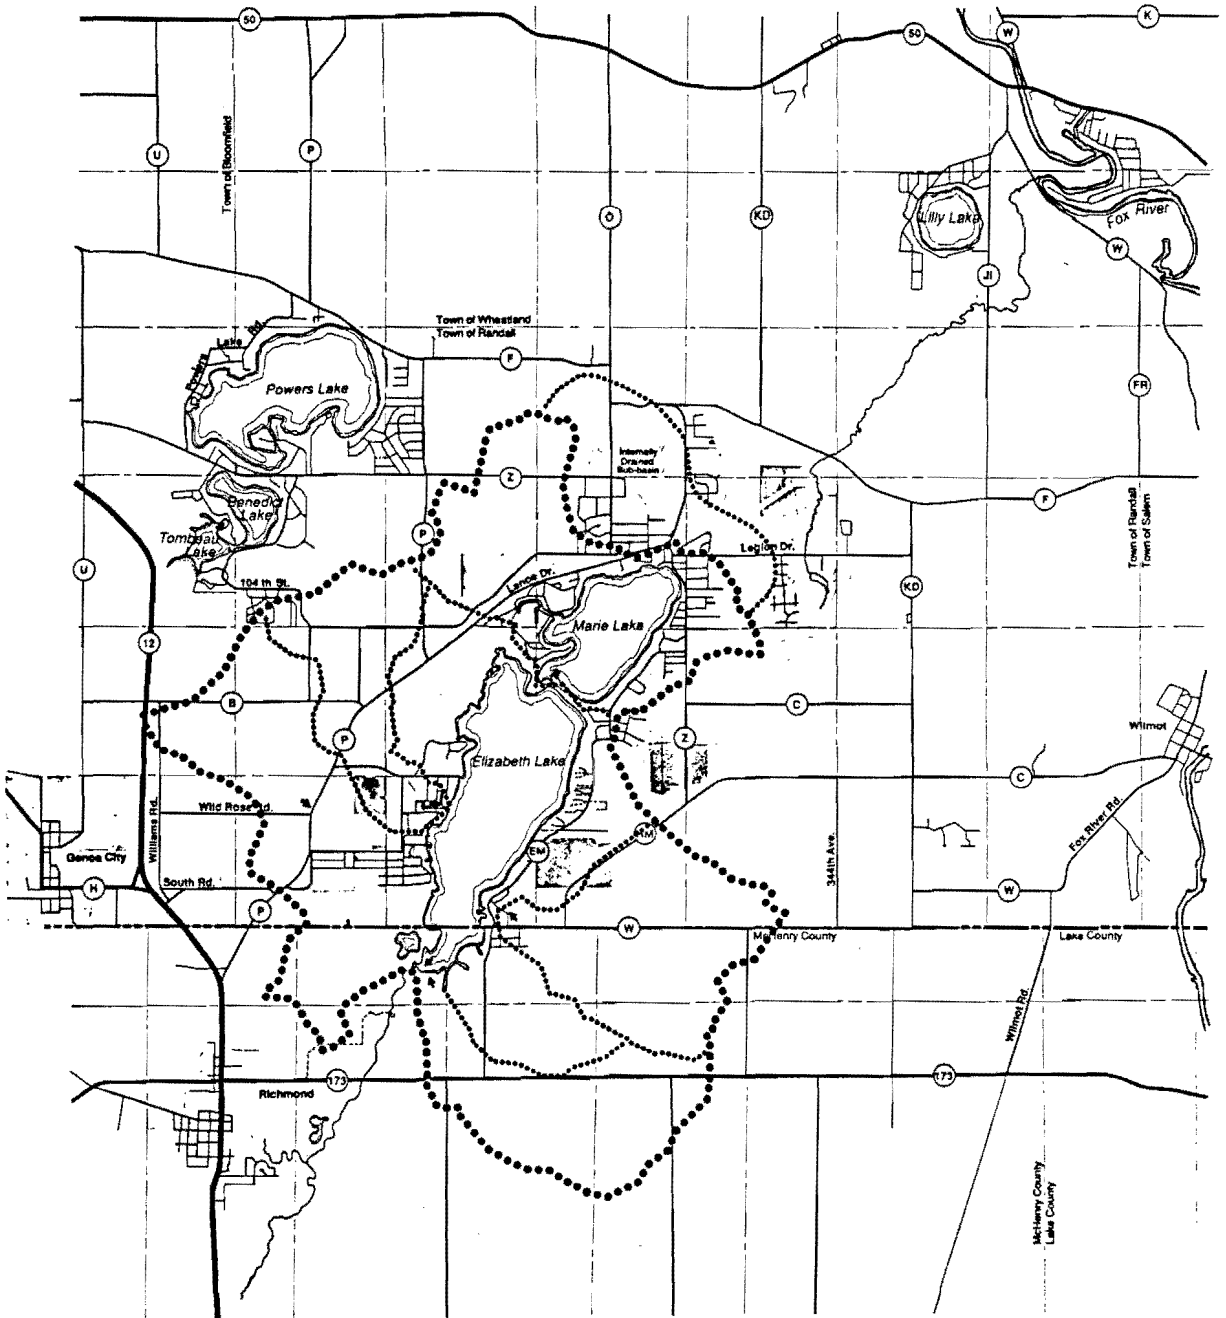 50
K
W
50
Town of Bloomfield
U
P
O
KD
Lilly Lake
Fox River
W
JI
Town of Wheatland
Town of Randall
Powers Lake Rd.
F
Powers Lake
FR
Internally
Drained
Sub-basin
Z
F
Benedict
Lake
Tombeau
Lake
P
Town of Randall
Town of Salem
Legion Dr.
U
104 th St.
Lance Dr.
KD
Marie Lake
12
B
C
Wilmot
P
Z
Elizabeth Lake
C
Williams Rd.
Wild Rose Rd.
Fox River Rd.
EM
344th Ave.
Genoa City
H
South Rd.
W
P
W
McHenry County
Lake County
Wilmot Rd.
173
173
Richmond
McHenry County
Lake County